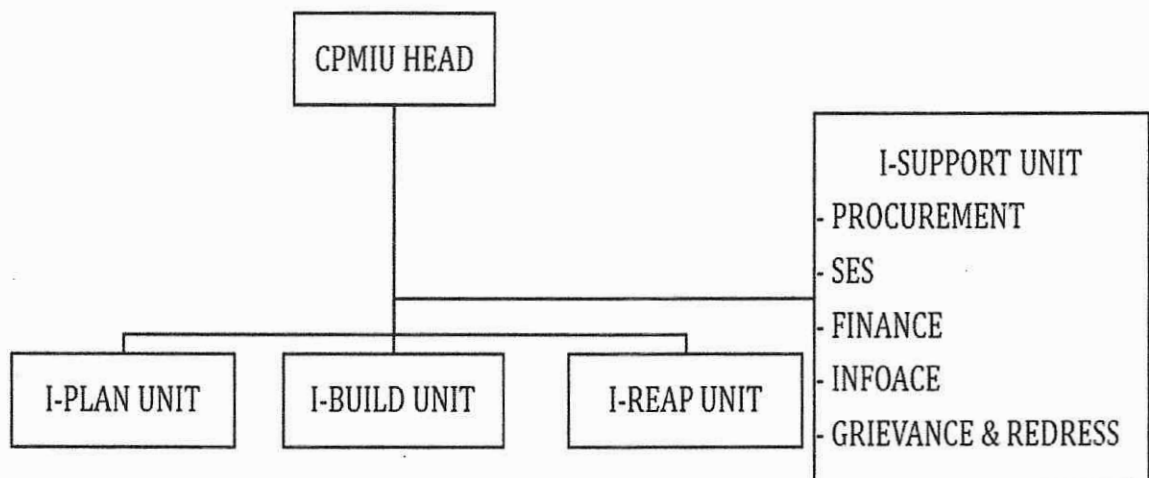 CPMIU HEAD
I-SUPPORT UNIT
- PROCUREMENT
- SES
- FINANCE
- INFOACE
- GRIEVANCE & REDRESS
I-PLAN UNIT
I-BUILD UNIT
I-REAP UNIT